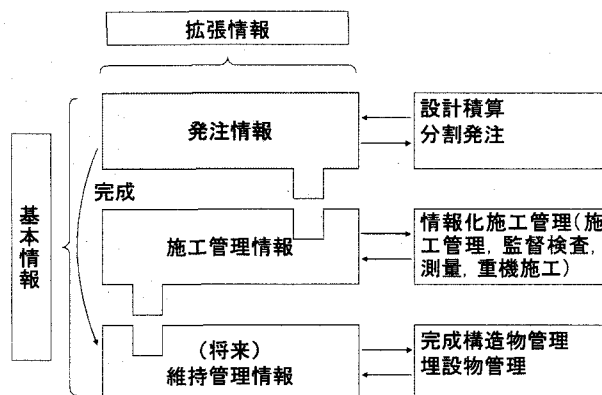 拡張情報
発注情報
設計積算
分割発注
完成
基本情報
施工管理情報
情報化施工管理(施
工管理, 監督検査,
測量, 重機施工)
(将来)
維持管理情報
完成構造物管理
埋設物管理